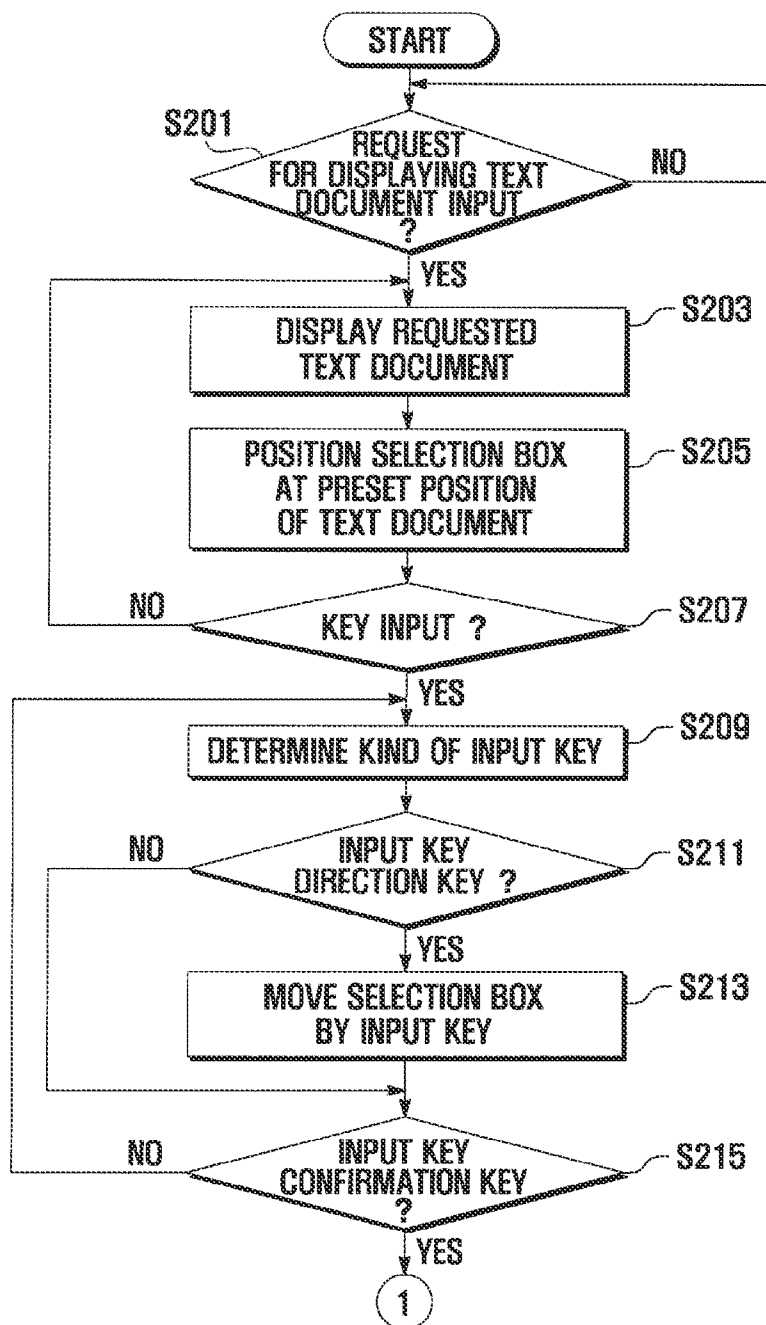 START
S201
REQUEST
FOR DISPLAYING TEXT
DOCUMENT INPUT
?
NO
YES
DISPLAY REQUESTED
TEXT DOCUMENT
S203
POSITION SELECTION BOX
AT PRESET POSITION
OF TEXT DOCUMENT
S205
NO
KEY INPUT ?
S207
YES
DETERMINE KIND OF INPUT KEY
S209
NO
INPUT KEY
DIRECTION KEY ?
S211
YES
MOVE SELECTION BOX
BY INPUT KEY
S213
NO
INPUT KEY
CONFIRMATION KEY
?
S215
YES
1